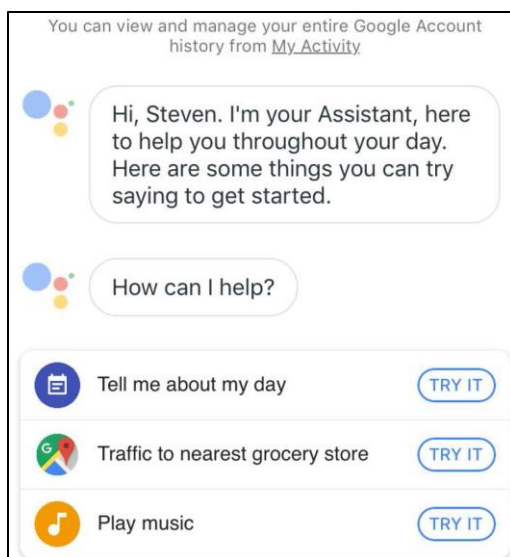 You can view and manage your entire Google Account
history from My Activity
Hi, Steven. I'm your Assistant, here
to help you throughout your day.
Here are some things you can try
saying to get started.
How can I help?
Tell me about my day
TRY IT
G
Traffic to nearest grocery store
TRY IT
Play music
TRY IT